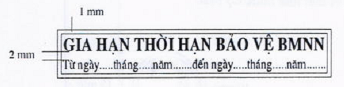 1 mm
2 mm
GIA HẠN THỜI HẠN BẢO VỆ BMNN
Từ ngày.....tháng.....năm.......đến ngày.....tháng.....năm.......